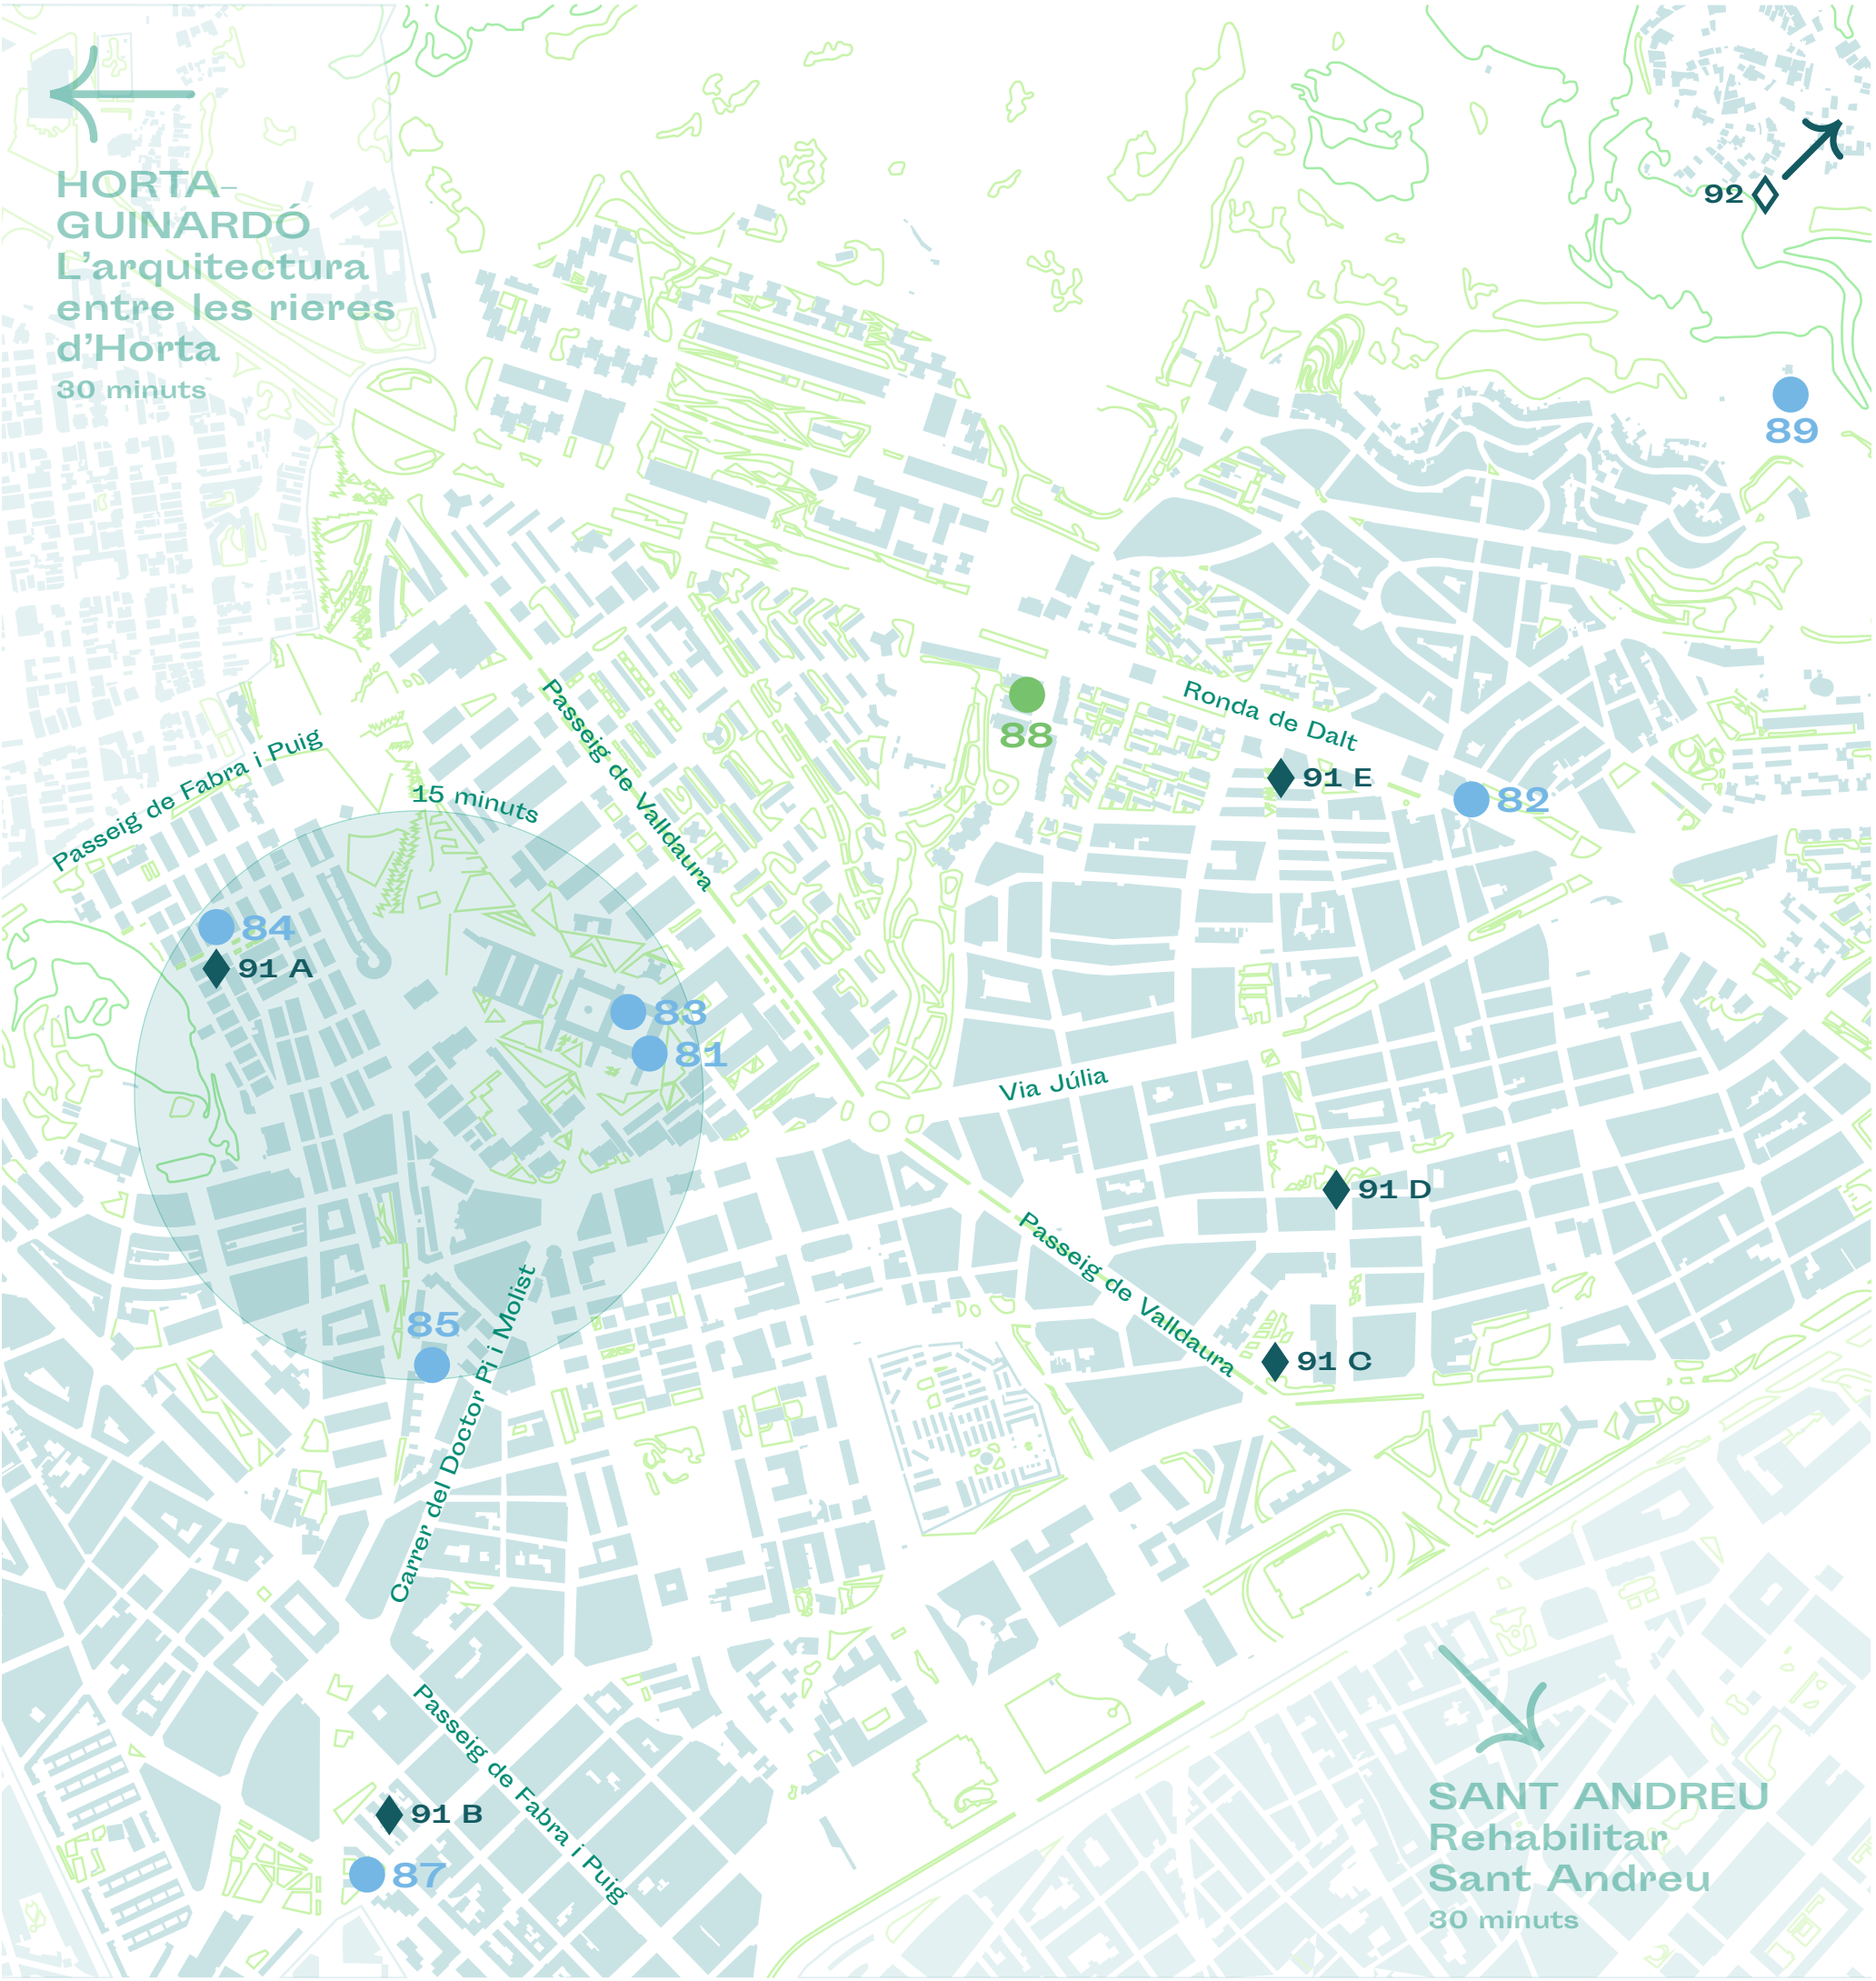 HORTA–
GUINARDÓ
L’arquitectura
entre les rieres
d’Horta
30 minuts
92
89
Passeig de Valldaura
88
Ronda de Dalt
91 E
82
Passeig de Fabra i Puig
15 minuts
84
91 A
83
81
Via Júlia
91 D
Passeig de Valldaura
85
91 C
Carrer del Doctor Pi i Molist
Passeig de Fabra i Puig
91 B
87
SANT ANDREU
Rehabilitar
Sant Andreu
30 minuts